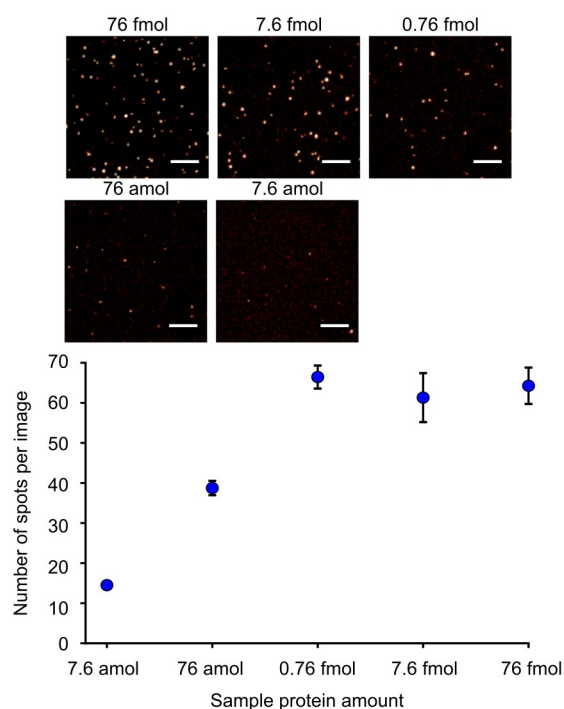 76 fmol 7.6 fmol 0.76 fmol
76 amol 7.6 amol
70
60
50
40
30
20
10
0
Number of spots per image
7.6 amol 76 amol 0.76 fmol 7.6 fmol 76 fmol
Sample protein amount